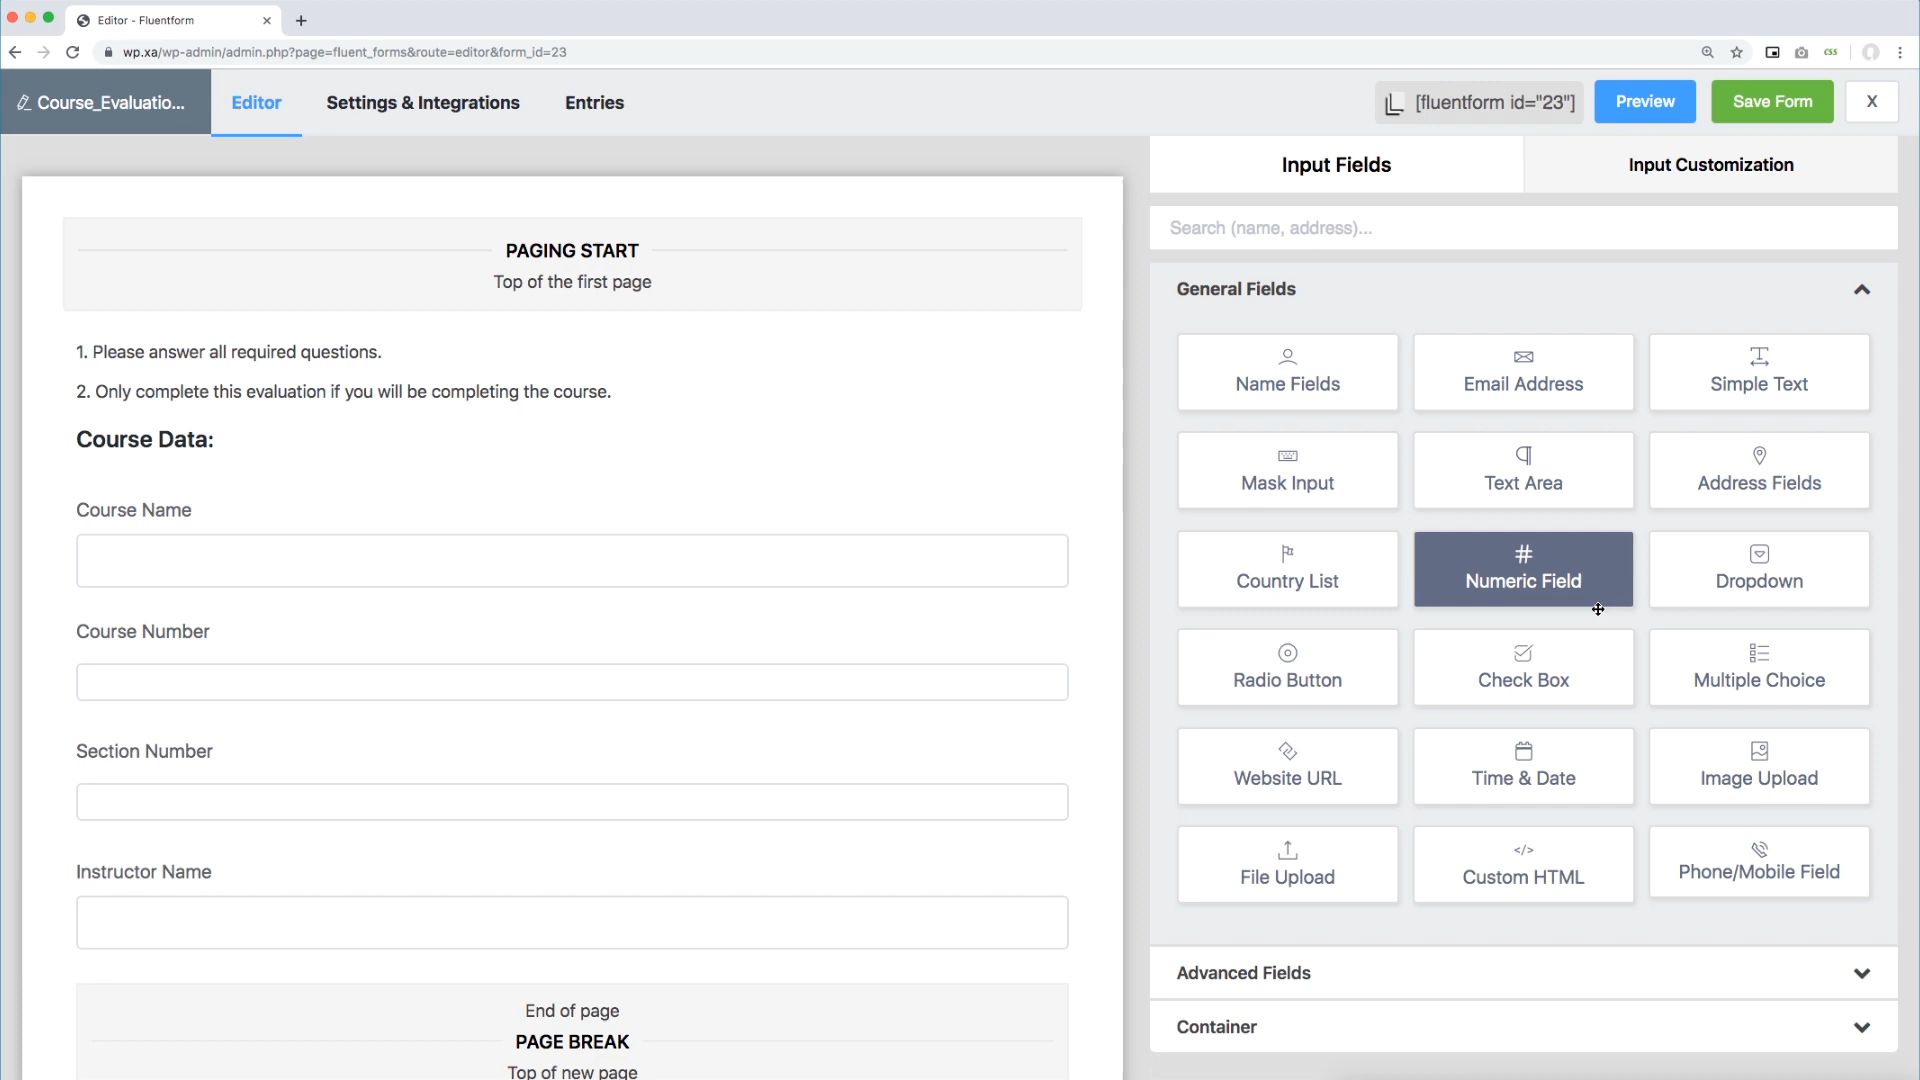 Editor - Fluentform
wp.xa/wp-admin/admin.php?page=fluent_forms&route=editor&form_id=23
CSS
Course_Evaluatio...
Editor
Settings & Integrations
Entries
[fluentform id="23"]
Preview
Save Form
X
Input Fields
Input Customization
Search (name, address)...
PAGING START
Top of the first page
1. Please answer all required questions.
2. Only complete this evaluation if you will be completing the course.
Course Data:
Course Name
Course Number
Section Number
Instructor Name
End of page
PAGE BREAK
Top of new page
General Fields
Name Fields
Email Address
Simple Text
Mask Input
Text Area
Address Fields
Country List
Numeric Field
Dropdown
Radio Button
Check Box
Multiple Choice
Website URL
Time & Date
Image Upload
File Upload
Custom HTML
Phone/Mobile Field
Advanced Fields
Container